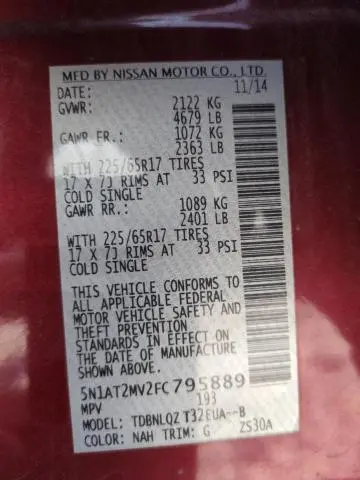 MFD BY NISSAN MOTOR CO., LTD.
DATE: 11/14
GVWR: 2122 KG
4679 LB
GAWR FR: 1072 KG
2363 LB
WITH 225/65R17 TIRES
17 X 7J RIMS AT 33 PSI
COLD SINGLE
GAWR RR: 1089 KG
2401 LB
WITH 225/65R17 TIRES
17 X 7J RIMS AT 33 PSI
COLD SINGLE
THIS VEHICLE CONFORMS TO
ALL APPLICABLE FEDERAL
MOTOR VEHICLE SAFETY AND
THEFT PREVENTION
STANDARDS IN EFFECT ON
THE DATE OF MANUFACTURE
SHOWN ABOVE.
5N1AT2MV2FC795889
MPV 193
MODEL: TDBNLQZ T32EUA--B
COLOR: NAH TRIM: G ZS30A